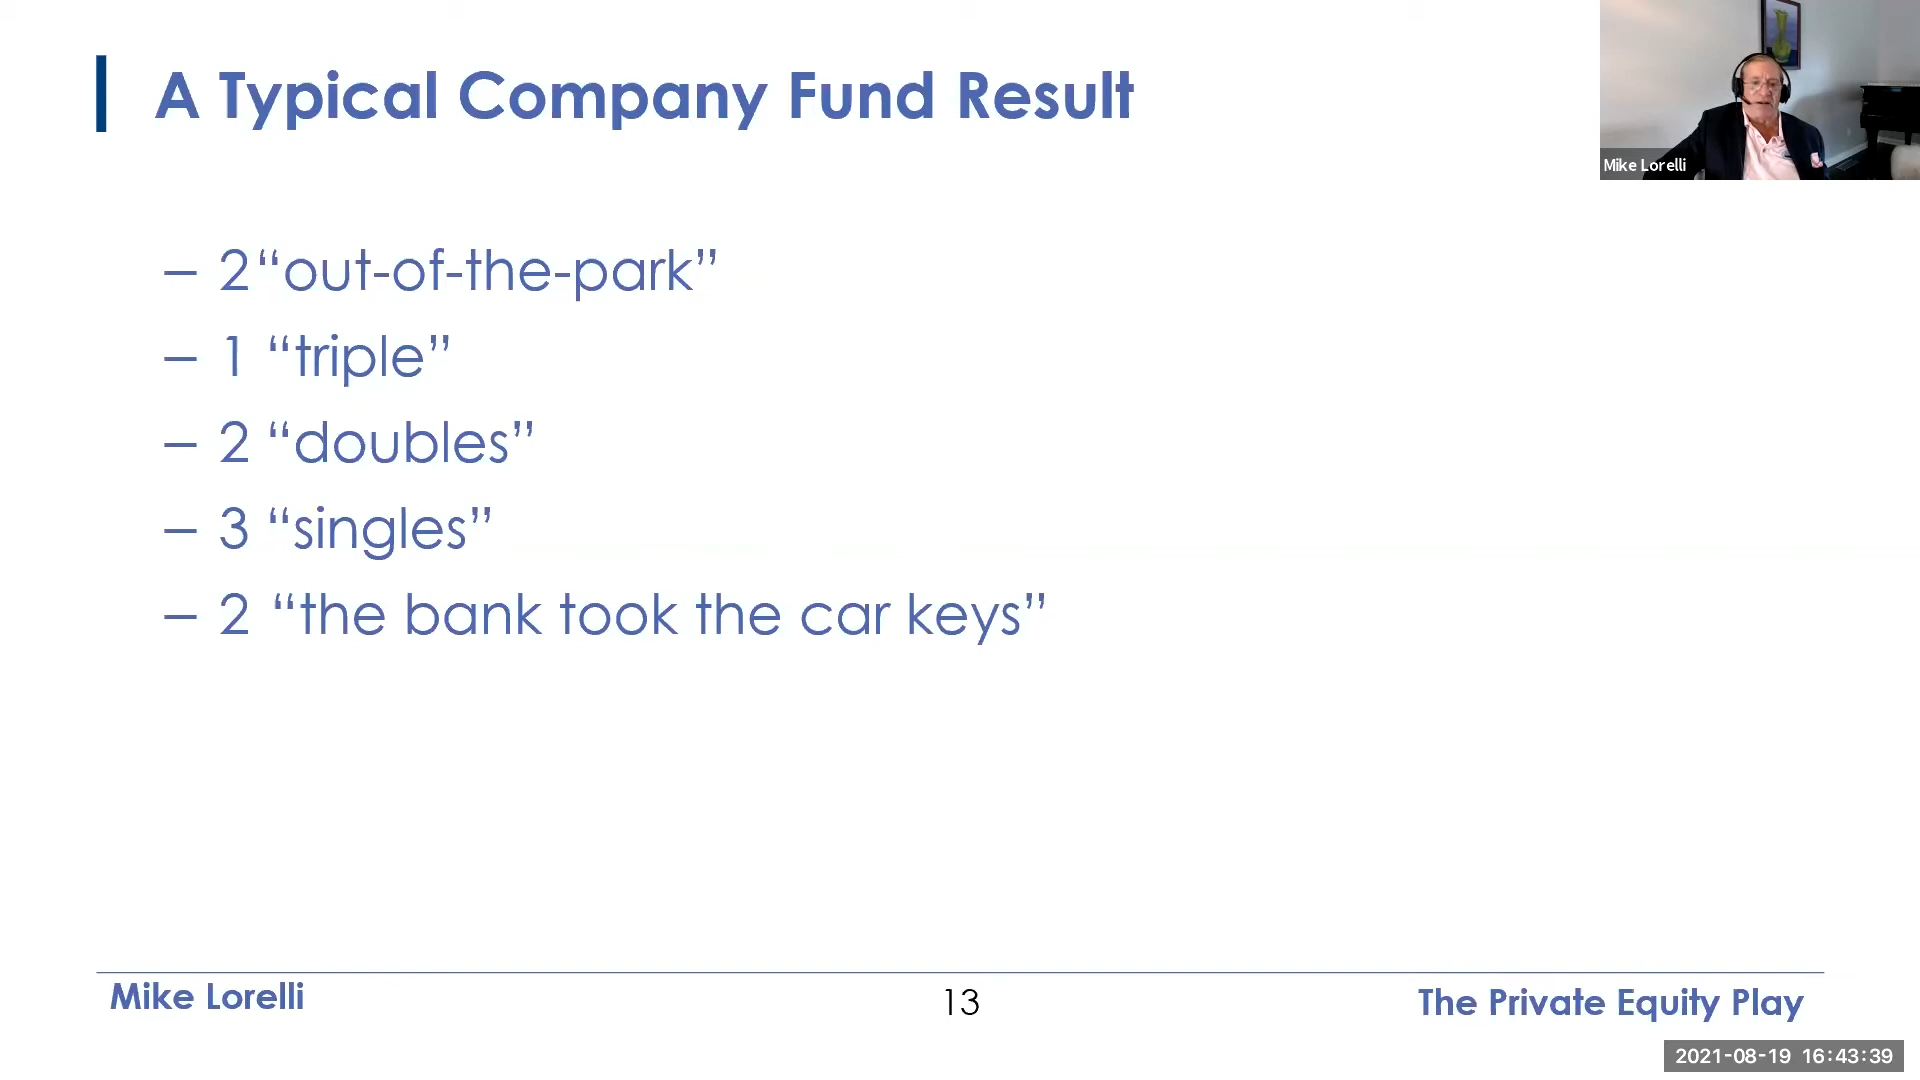 A Typical Company Fund Result
Mike Lorelli
– 2“out-of-the-park”
– 1 “triple”
– 2 “doubles”
– 3 “singles”
– 2 “the bank took the car keys”
Mike Lorelli
13
The Private Equity Play
2021-08-19 16:43:39